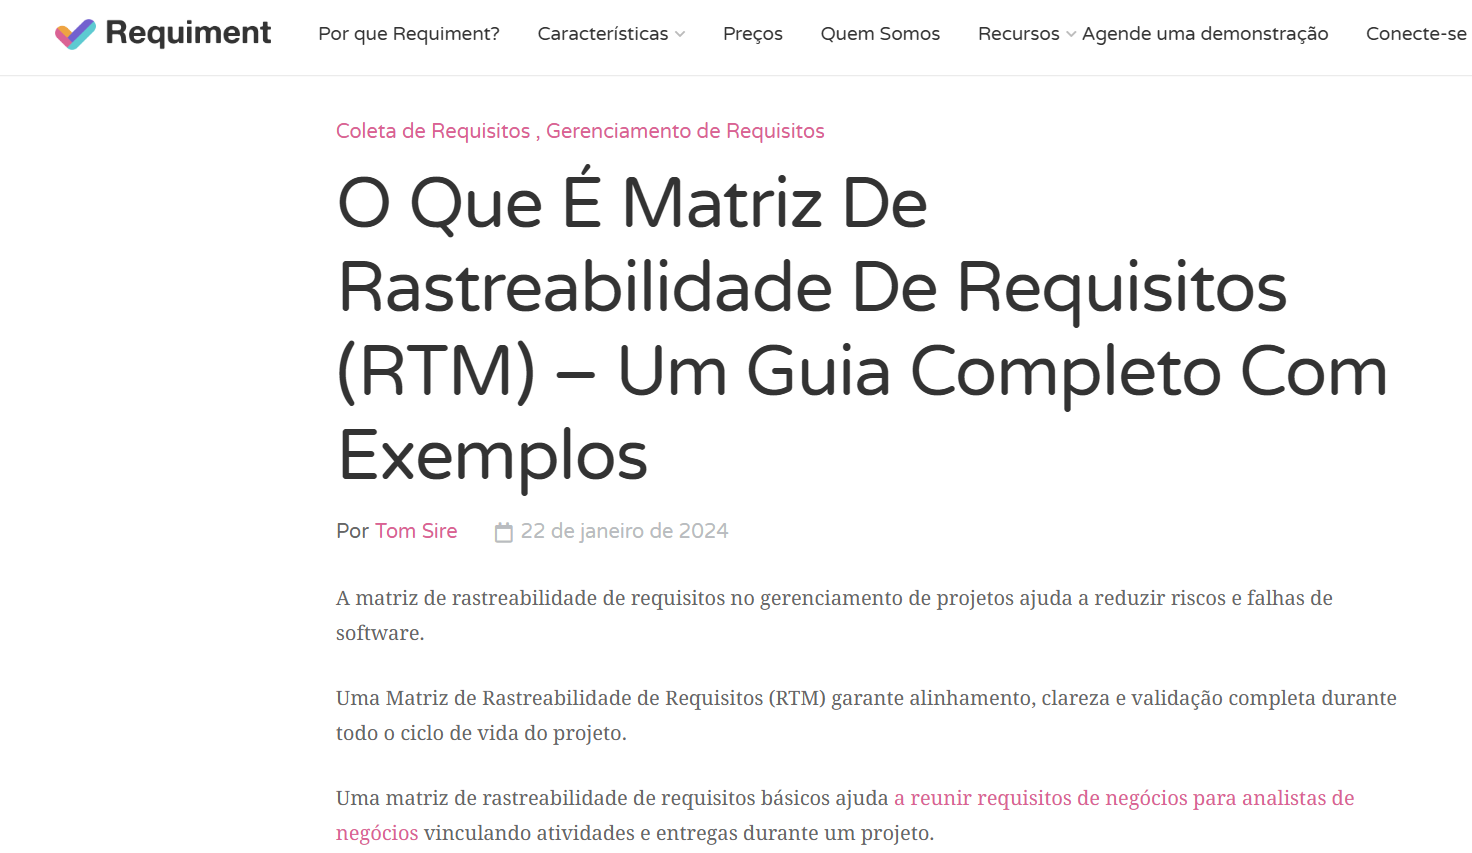 Requiment
Por que Requiment? Características Preços Quem Somos Recursos Agende uma demonstração Conecte-se
Coleta de Requisitos , Gerenciamento de Requisitos
O Que É Matriz De
Rastreabilidade De Requisitos
(RTM) – Um Guia Completo Com
Exemplos
Por Tom Sire 22 de janeiro de 2024
A matriz de rastreabilidade de requisitos no gerenciamento de projetos ajuda a reduzir riscos e falhas de
software.
Uma Matriz de Rastreabilidade de Requisitos (RTM) garante alinhamento, clareza e validação completa durante
todo o ciclo de vida do projeto.
Uma matriz de rastreabilidade de requisitos básicos ajuda a reunir requisitos de negócios para analistas de
negócios vinculando atividades e entregas durante um projeto.